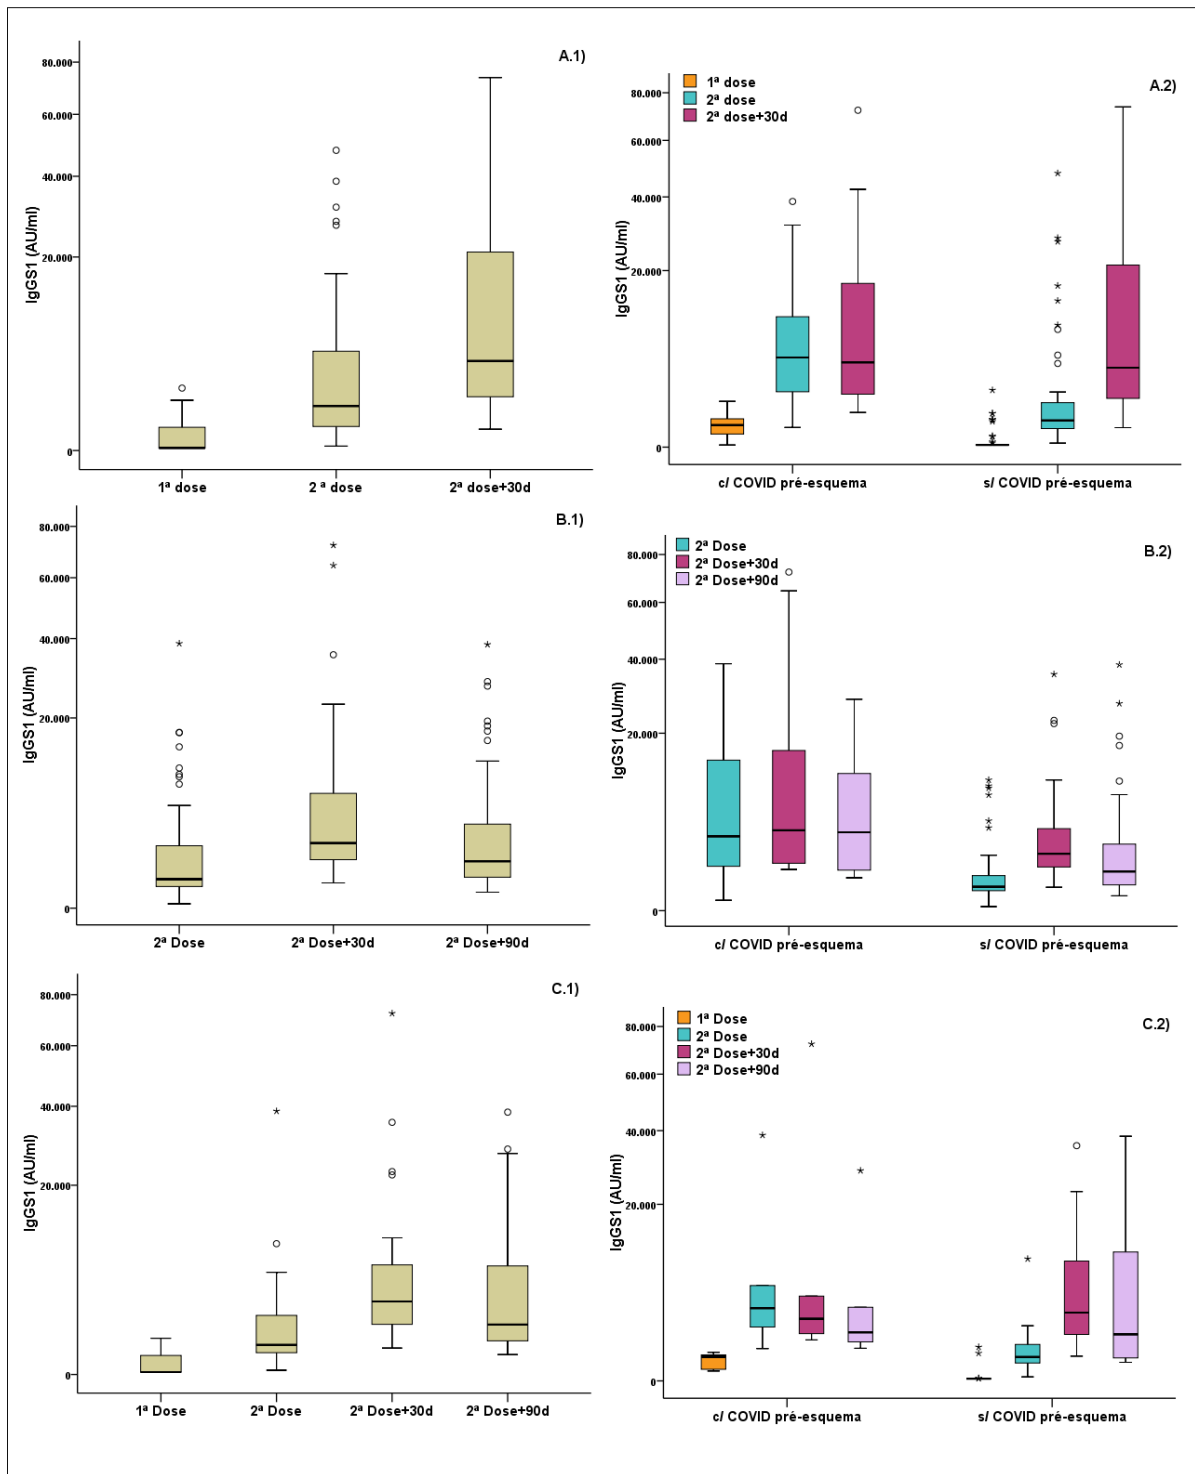 A.1)
80.000
60.000
40.000
20.000
0
IgGS1 (AU/ml)
1ª dose
2 ª dose
2ª dose+30d
A.2)
1ª dose
2ª dose
2ª dose+30d
80.000
60.000
40.000
20.000
0
IgGS1 (AU/ml)
c/ COVID pré-esquema
s/ COVID pré-esquema
B.1)
80.000
60.000
40.000
20.000
0
IgGS1 (AU/ml)
2ª Dose
2ª Dose+30d
2ª Dose+90d
B.2)
2ª Dose
2ª Dose+30d
2ª Dose+90d
80.000
60.000
40.000
20.000
0
IgGS1 (AU/ml)
c/ COVID pré-esquema
s/ COVID pré-esquema
C.1)
80.000
60.000
40.000
20.000
0
IgGS1 (AU/ml)
1ª Dose
2ª Dose
2ª Dose+30d
2ª Dose+90d
C.2)
1ª Dose
2ª Dose
2ª Dose+30d
2ª Dose+90d
80.000
60.000
40.000
20.000
0
IgGS1 (AU/ml)
c/ COVID pré-esquema
s/ COVID pré-esquema